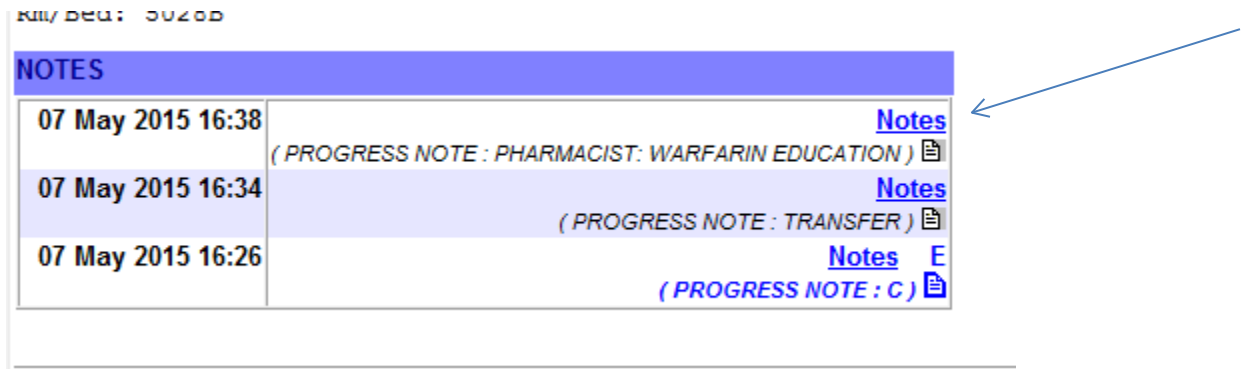 Rm/Bed: 5028B
NOTES
07 May 2015 16:38 Notes
( PROGRESS NOTE : PHARMACIST: WARFARIN EDUCATION )
07 May 2015 16:34 Notes
( PROGRESS NOTE : TRANSFER )
07 May 2015 16:26 Notes E
( PROGRESS NOTE : C )